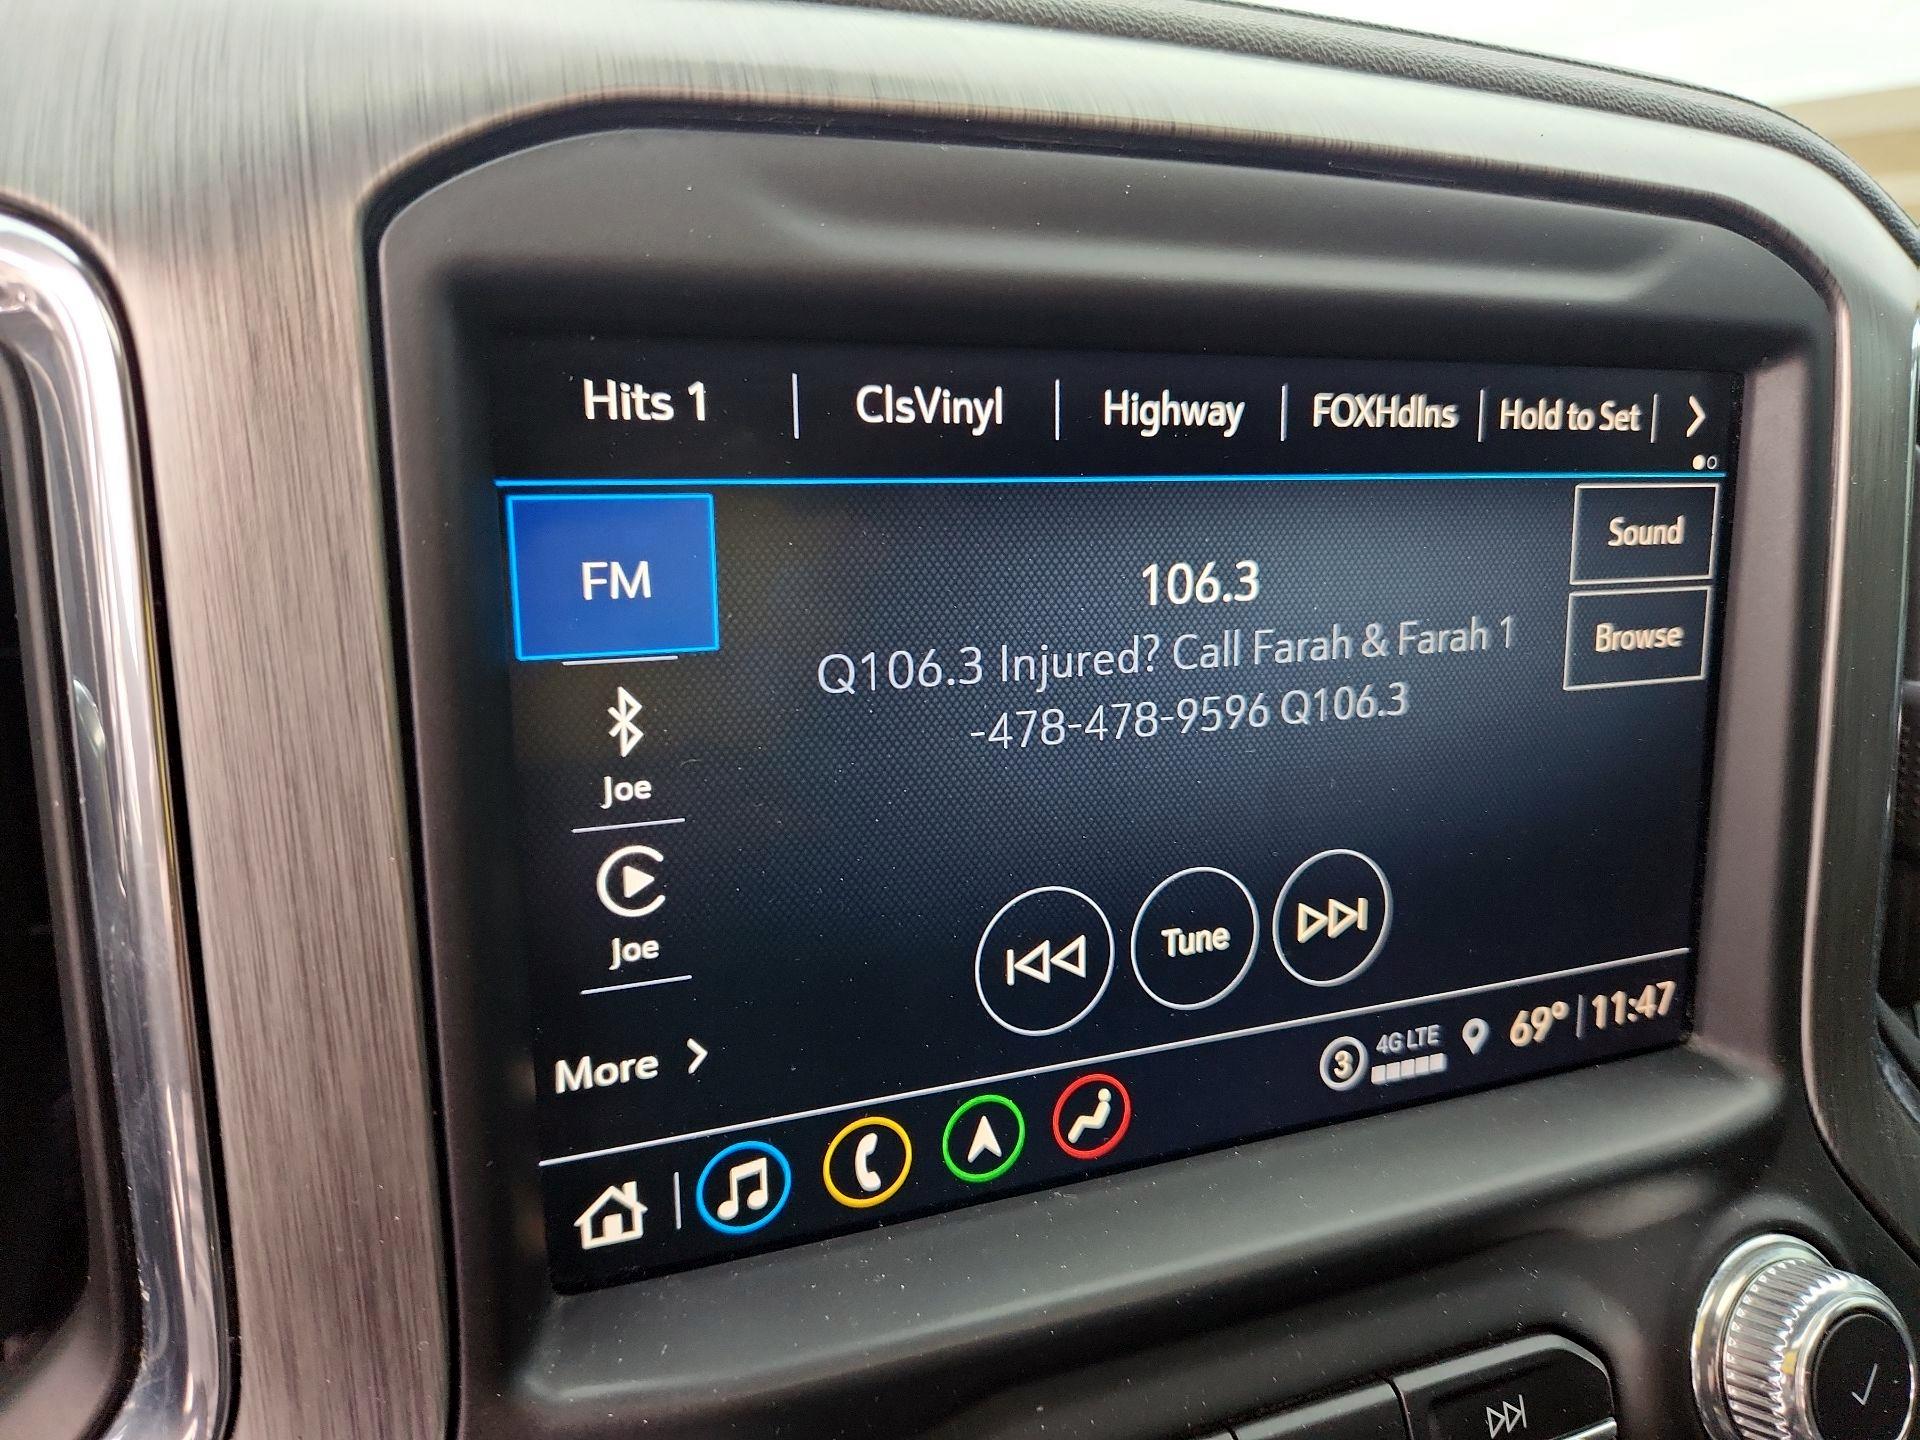 Hits 1 | ClsVinyl | Highway | FOXHdlns | Hold to Set |
FM
Sound
106.3
Browse
Q106.3 Injured? Call Farah & Farah 1
-478-478-9596 Q106.3
Joe
Joe
Tune
More
3 4G LTE 69° | 11:47